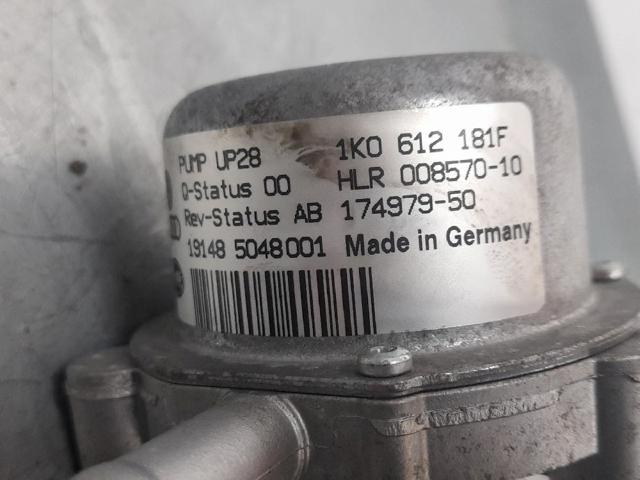 PUMP UP28 1K0 612 181F
Q-Status 00 HLR 008570-10
Rev-Status AB 174979-50
19148 5048001 Made in Germany